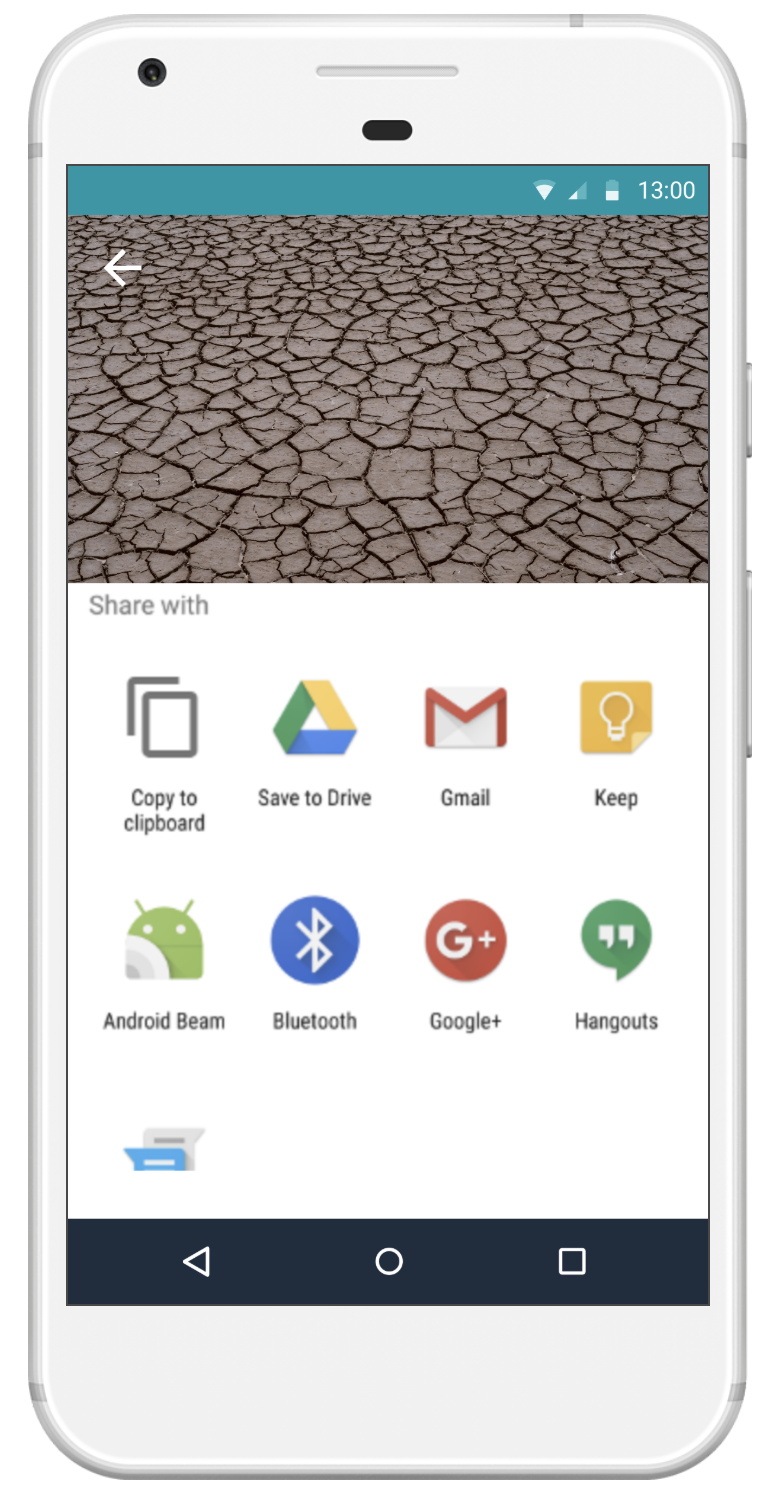 13:00
Share with
Copy to
clipboard
Save to Drive
Gmail
Keep
Android Beam
Bluetooth
G+
Google+
Hangouts